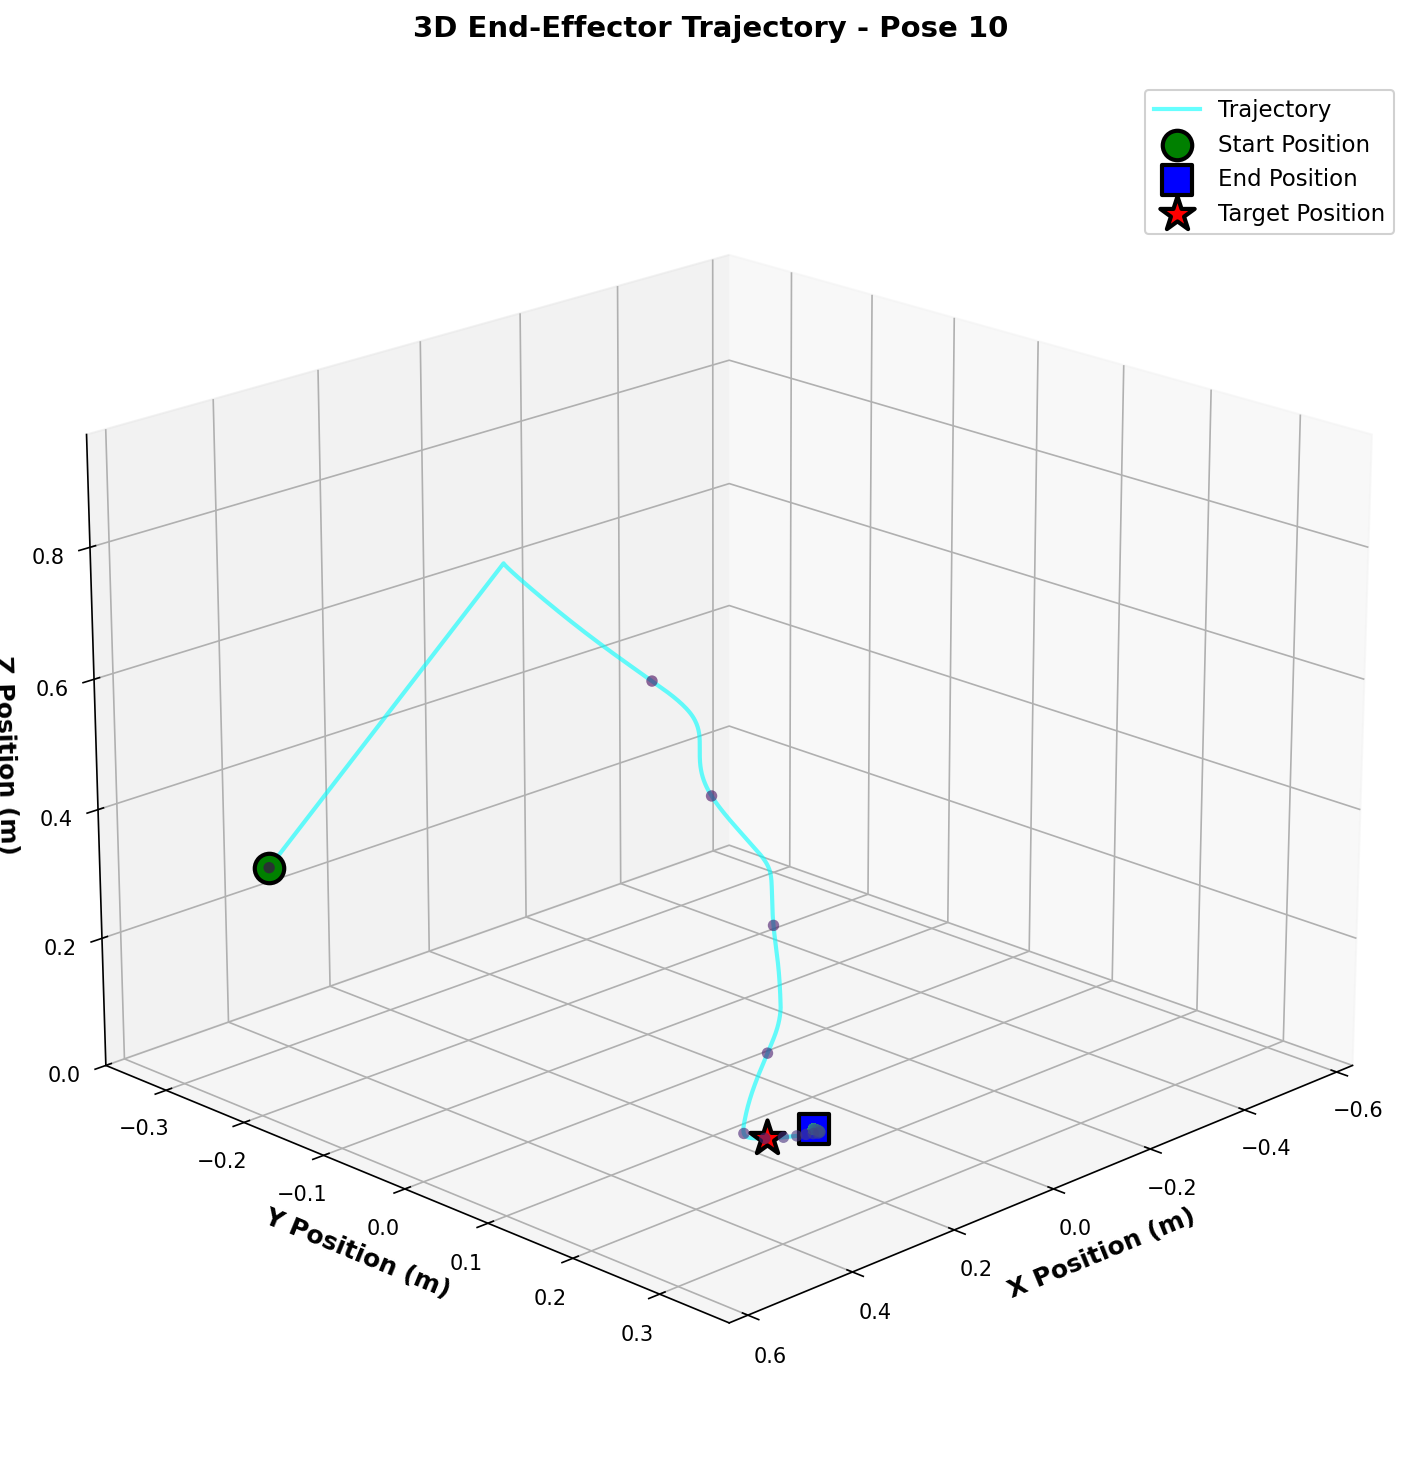 3D End-Effector Trajectory - Pose 10
Trajectory
Start Position
End Position
Target Position
0.8
0.6
0.4
0.2
0.0
Z Position (m)
−0.3
−0.2
−0.1
0.0
0.1
0.2
0.3
Y Position (m)
−0.6
−0.4
−0.2
0.0
0.2
0.4
0.6
X Position (m)